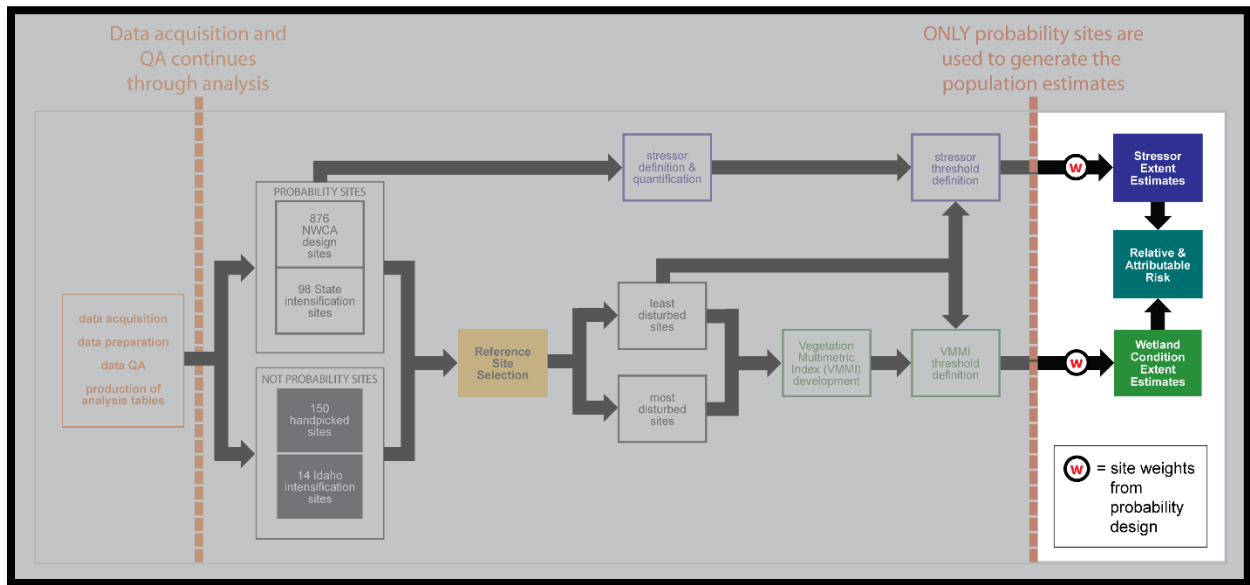 Data acquisition and
QA continues
through analysis
ONLY probability sites are
used to generate the
population estimates
data acquisition
data preparation
data QA
production of
analysis tables
PROBABILITY SITES
876
NWCA
design
sites
98 State
intensification
sites
NOT PROBABILITY SITES
150
handpicked
sites
14 Idaho
intensification
sites
Reference
Site
Selection
stressor
definition &
quantification
least
disturbed
sites
most
disturbed
sites
Vegetation
Multimetric
Index (VMMI)
development
stressor
threshold
definition
VMMI
threshold
definition
w
w
Stressor
Extent
Estimates
Relative &
Attributable
Risk
Wetland
Condition
Extent
Estimates
w = site weights
from
probability
design